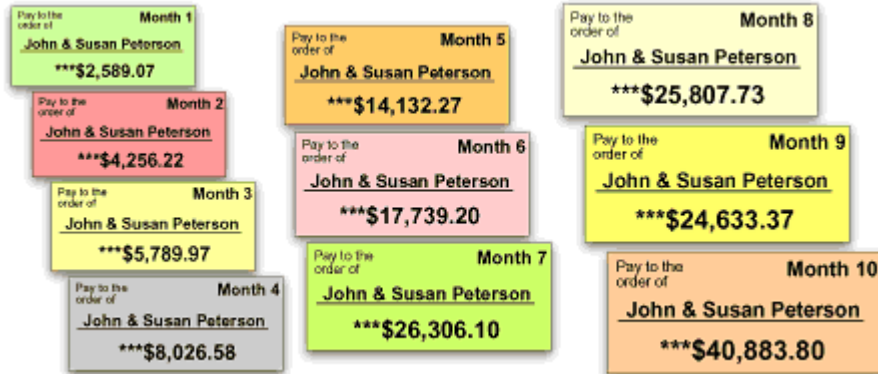 Pay to the Month 1
order of
John & Susan Peterson
***$2,589.07
Pay to the Month 2
order of
John & Susan Peterson
***$4,256.22
Pay to the Month 3
order of
John & Susan Peterson
***$5,789.97
Pay to the Month 4
order of
John & Susan Peterson
***$8,026.58
Pay to the Month 5
order of
John & Susan Peterson
***$14,132.27
Pay to the Month 6
order of
John & Susan Peterson
***$17,739.20
Pay to the Month 7
order of
John & Susan Peterson
***$26,306.10
Pay to the Month 8
order of
John & Susan Peterson
***$25,807.73
Pay to the Month 9
order of
John & Susan Peterson
***$24,633.37
Pay to the Month 10
order of
John & Susan Peterson
***$40,883.80